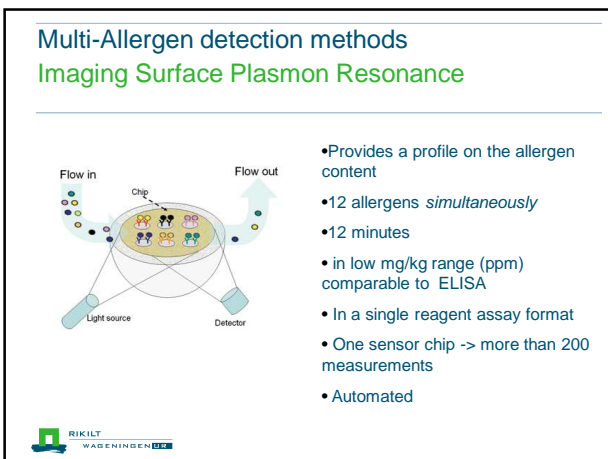 Multi-Allergen detection methods
Imaging Surface Plasmon Resonance
Flow in
Flow out
Chip
Light source
Detector
•Provides a profile on the allergen
content
•12 allergens simultaneously
•12 minutes
• in low mg/kg range (ppm)
comparable to ELISA
• In a single reagent assay format
• One sensor chip -> more than 200
measurements
• Automated
RIKILT
WAGENINGEN UR